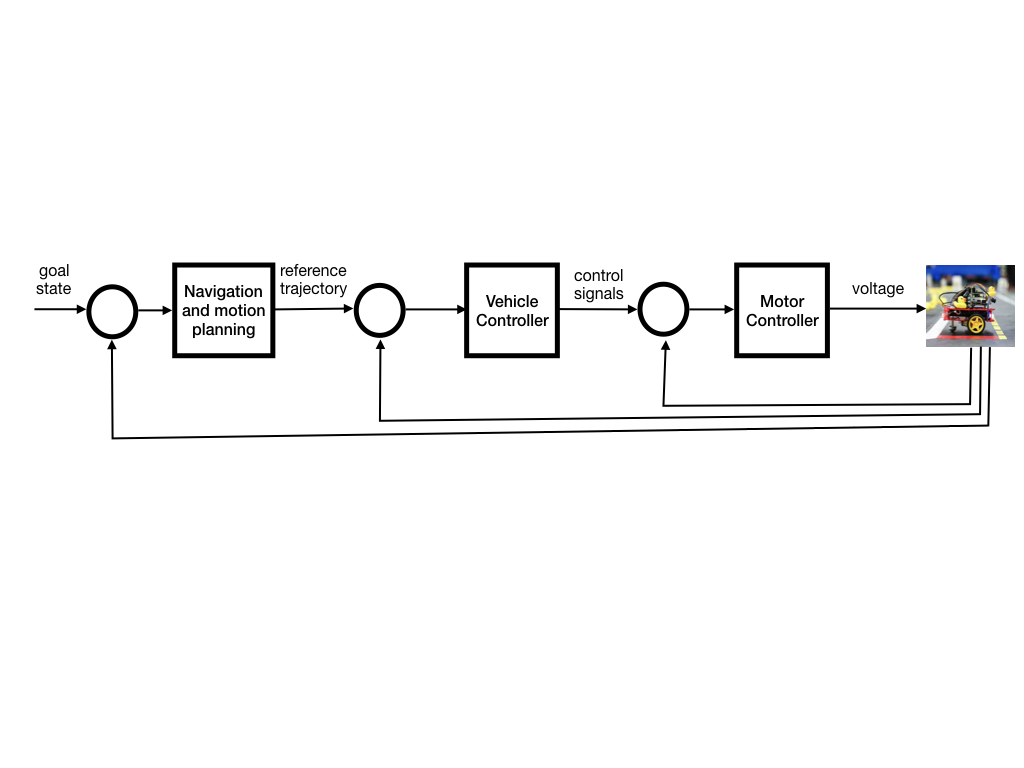 goal
state
Navigation
and motion
planning
reference
trajectory
Vehicle
Controller
control
signals
Motor
Controller
voltage